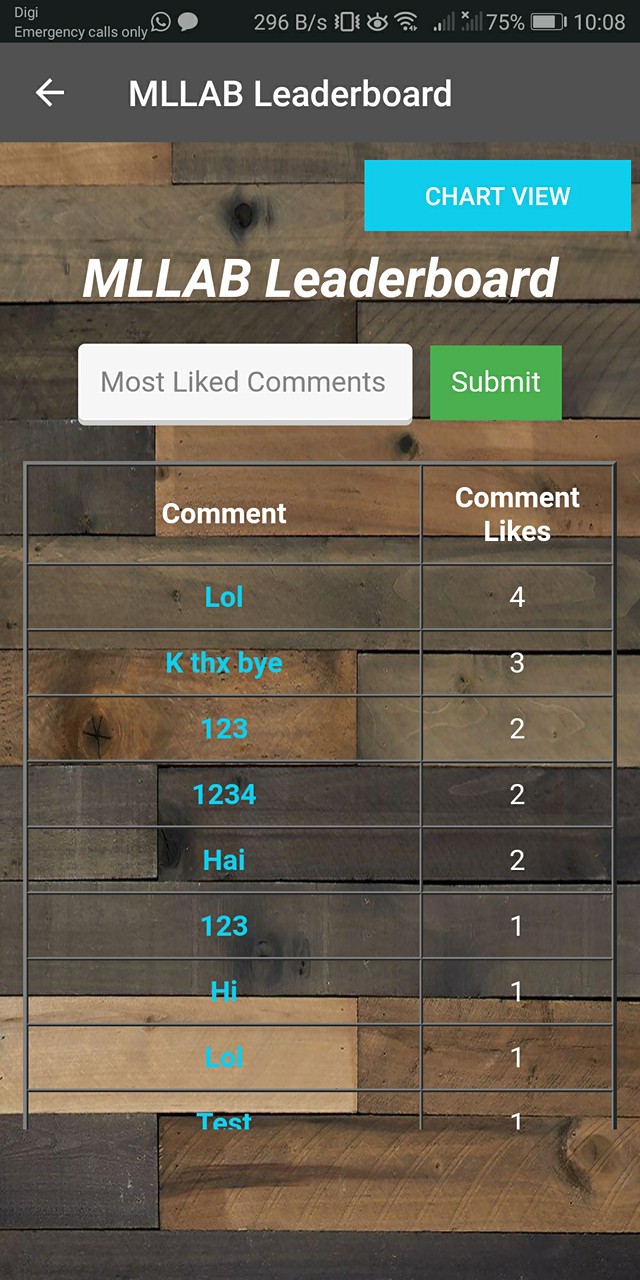 Digi
Emergency calls only
296 B/s 75% 10:08
MLLAB Leaderboard
CHART VIEW
MLLAB Leaderboard
Most Liked Comments Submit
Comment Comment Likes
Lol 4
K thx bye 3
123 2
1234 2
Hai 2
123 1
Hi 1
Lol 1
Test 1